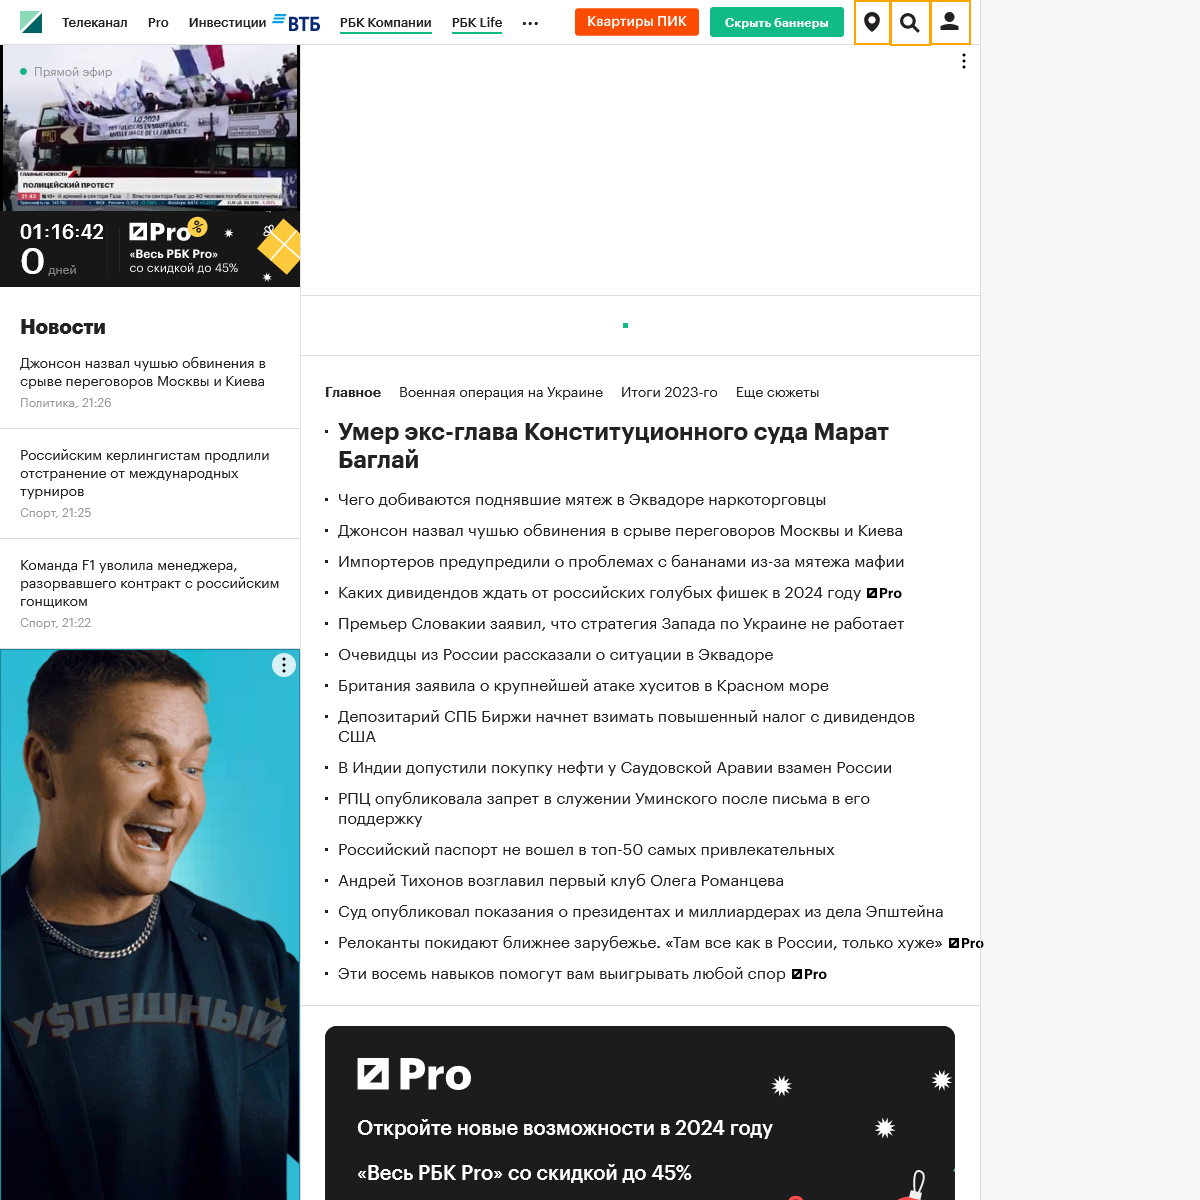 Телеканал Pro Инвестиции ВТБ РБК Компании РБК Life ··· Квартиры ПИК Скрыть баннеры
Прямой эфир
ГЛАВНЫЕ НОВОСТИ
ПОЛИЦЕЙСКИЙ ПРОТЕСТ
01:16:42
0 дней
Pro %
«Весь РБК Pro»
со скидкой до 45%
Новости
Джонсон назвал чушью обвинения в
срыве переговоров Москвы и Киева
Политика, 21:26
Российским керлингистам продлили
отстранение от международных
турниров
Спорт, 21:25
Команда F1 уволила менеджера,
разорвавшего контракт с российским
гонщиком
Спорт, 21:22
У$ПЕШНЫЙ
Главное Военная операция на Украине Итоги 2023-го Еще сюжеты
Умер экс-глава Конституционного суда Марат
Баглай
Чего добиваются поднявшие мятеж в Эквадоре наркоторговцы
Джонсон назвал чушью обвинения в срыве переговоров Москвы и Киева
Импортеров предупредили о проблемах с бананами из-за мятежа мафии
Каких дивидендов ждать от российских голубых фишек в 2024 году Pro
Премьер Словакии заявил, что стратегия Запада по Украине не работает
Очевидцы из России рассказали о ситуации в Эквадоре
Британия заявила о крупнейшей атаке хуситов в Красном море
Депозитарий СПБ Биржи начнет взимать повышенный налог с дивидендов
США
В Индии допустили покупку нефти у Саудовской Аравии взамен России
РПЦ опубликовала запрет в служении Уминского после письма в его
поддержку
Российский паспорт не вошел в топ-50 самых привлекательных
Андрей Тихонов возглавил первый клуб Олега Романцева
Суд опубликовал показания о президентах и миллиардерах из дела Эпштейна
Релоканты покидают ближнее зарубежье. «Там все как в России, только хуже» Pro
Эти восемь навыков помогут вам выигрывать любой спор Pro
Pro
Откройте новые возможности в 2024 году
«Весь РБК Pro» со скидкой до 45%